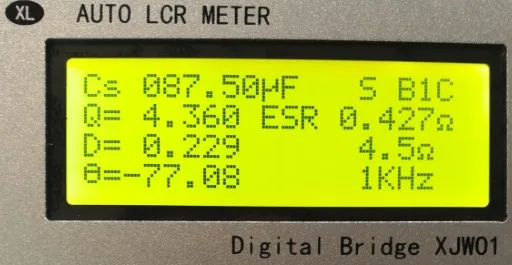 XL AUTO LCR METER
Cs 087.50µF S B1C
Q= 4.360 ESR 0.427Ω
D= 0.229 4.5Ω
θ=-77.08 1KHz
Digital Bridge XJW01